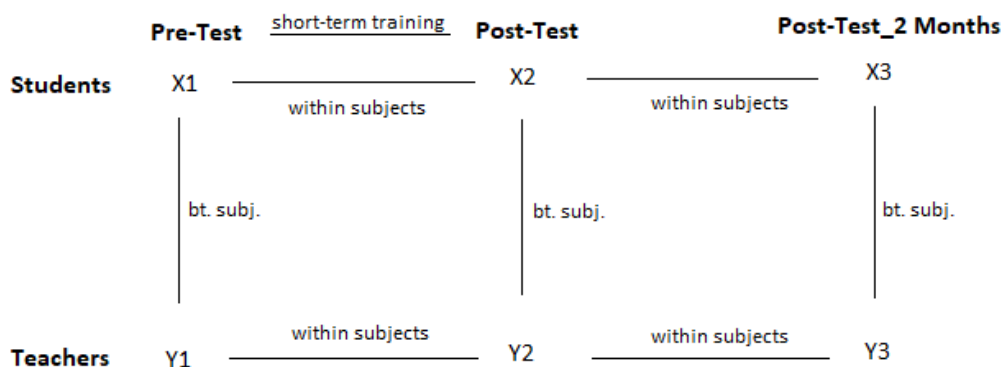 Pre-Test short-term training Post-Test Post-Test_2 Months
Students X1 X2 X3
within subjects within subjects
bt. subj. bt. subj. bt. subj.
within subjects within subjects
Teachers Y1 Y2 Y3